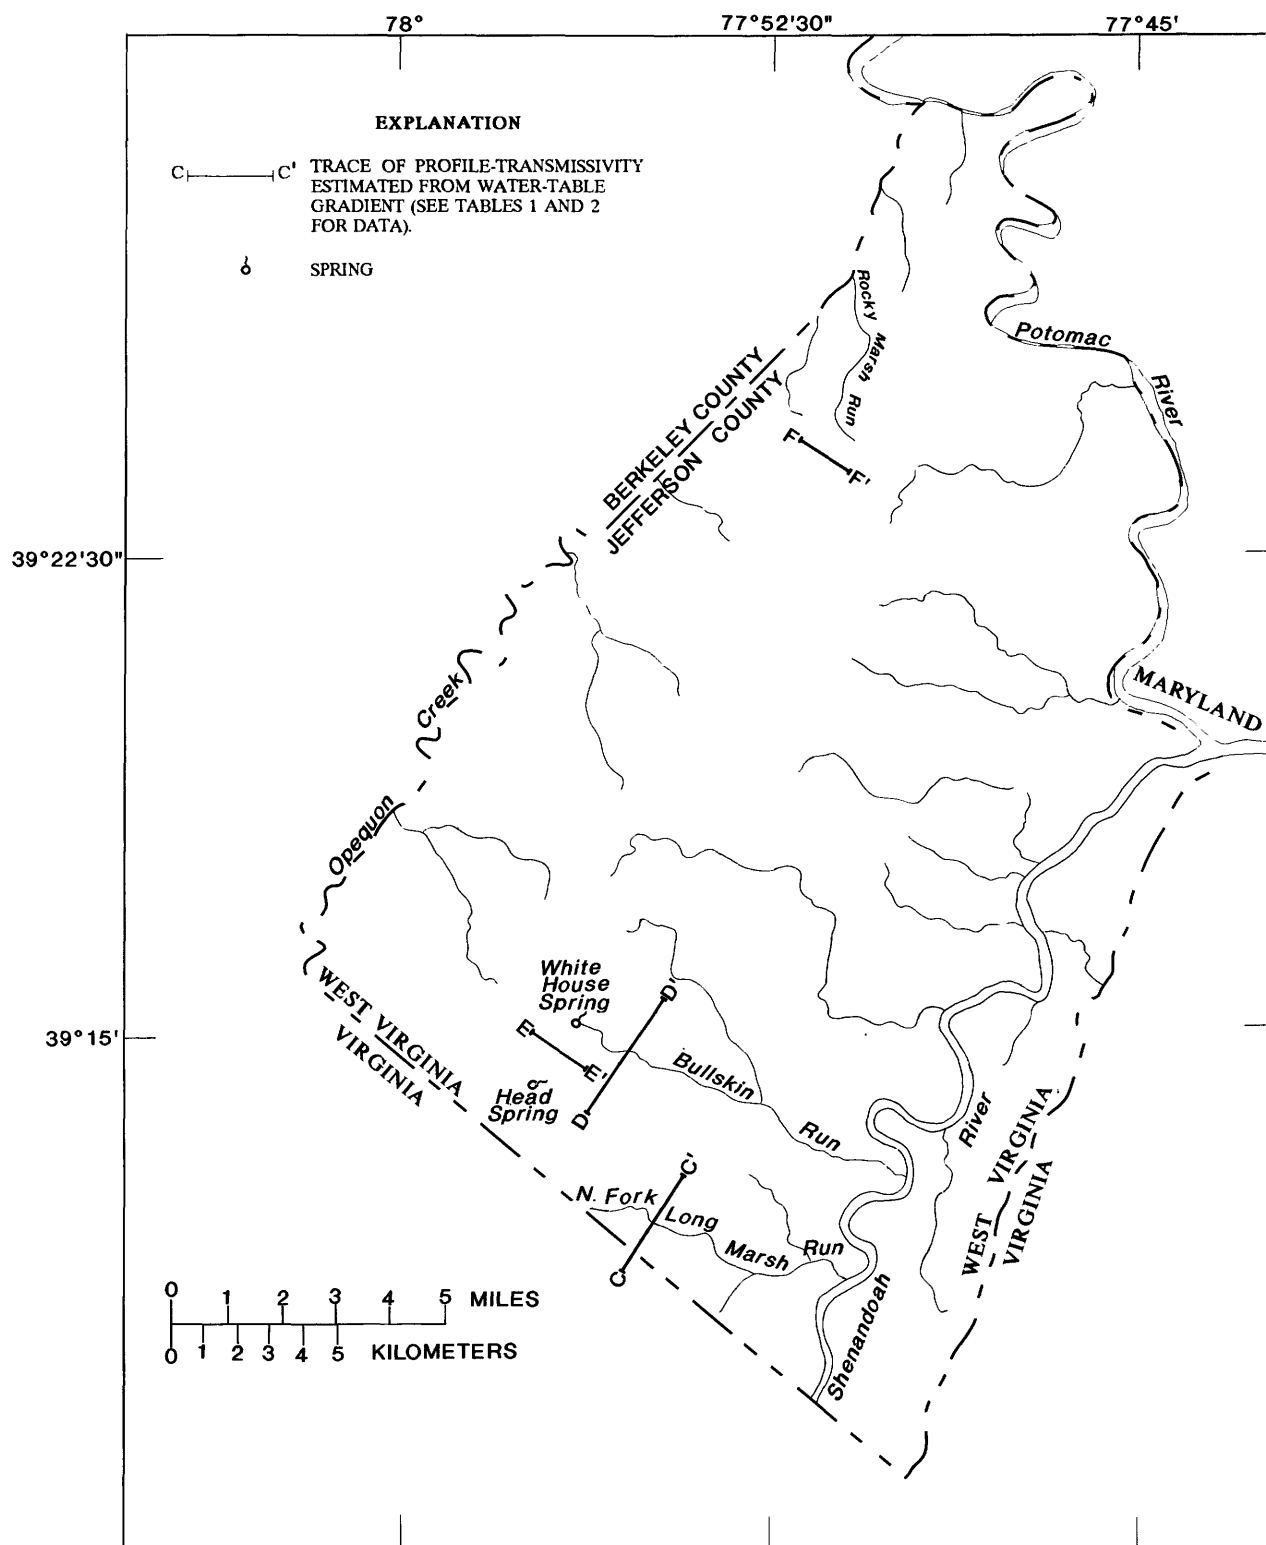 78° 77°52'30" 77°45'
EXPLANATION
C C' TRACE OF PROFILE-TRANSMISSIVITY
ESTIMATED FROM WATER-TABLE
GRADIENT (SEE TABLES 1 AND 2
FOR DATA).
SPRING
Rocky Marsh Run
Potomac River
BERKELEY COUNTY
JEFFERSON COUNTY
F F'
39°22'30"
MARYLAND
Opequon Creek
White
House
Spring
D'
E
39°15'
WEST VIRGINIA
VIRGINIA
E'
Bullskin Run
Head
Spring
D
River
WEST VIRGINIA
VIRGINIA
C'
N. Fork Long Marsh Run
C
Shenandoah
0 1 2 3 4 5 MILES
0 1 2 3 4 5 KILOMETERS